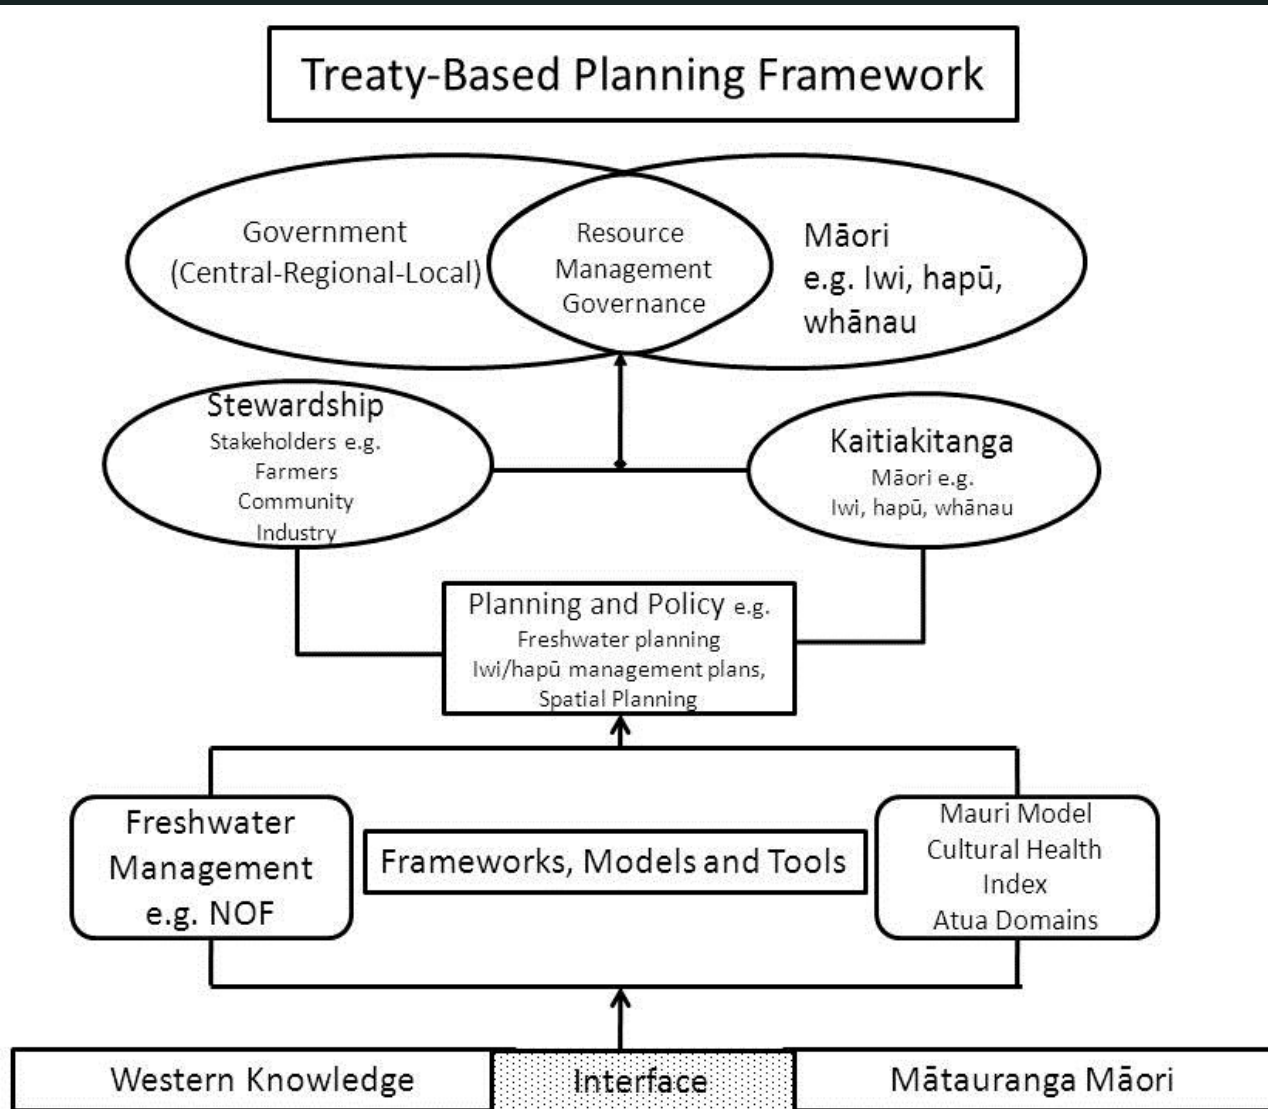 Treaty-Based Planning Framework
Government
(Central-Regional-Local)
Resource
Management
Governance
Māori
e.g. Iwi, hapū,
whānau
Stewardship
Stakeholders e.g.
Farmers
Community
Industry
Kaitiakitanga
Māori e.g.
Iwi, hapū, whānau
Planning and Policy e.g.
Freshwater planning
Iwi/hapū management plans,
Spatial Planning
Freshwater
Management
e.g. NOF
Frameworks, Models and Tools
Mauri Model
Cultural Health
Index
Atua Domains
Western Knowledge
Interface
Mātauranga Māori